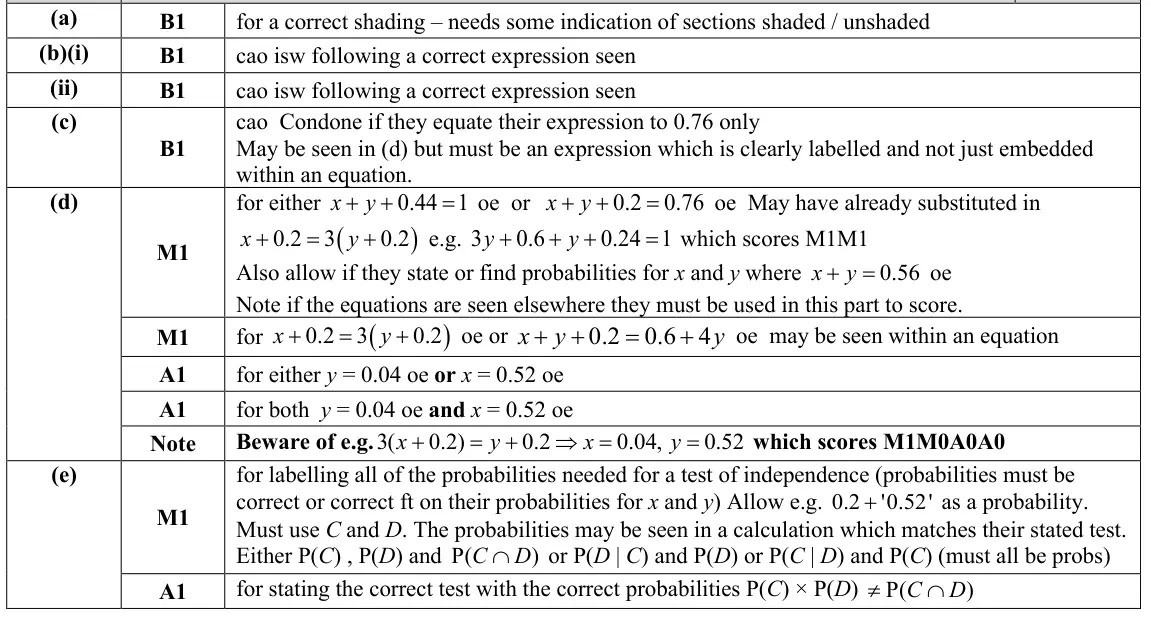 (a) B1 for a correct shading – needs some indication of sections shaded / unshaded
(b)(i) B1 cao isw following a correct expression seen
(ii) B1 cao isw following a correct expression seen
(c) B1 cao Condone if they equate their expression to 0.76 only
May be seen in (d) but must be an expression which is clearly labelled and not just embedded
within an equation.
(d) M1 for either x + y + 0.44 = 1 oe or x + y + 0.2 = 0.76 oe May have already substituted in
x + 0.2 = 3(y + 0.2) e.g. 3y + 0.6 + y + 0.24 = 1 which scores M1M1
Also allow if they state or find probabilities for x and y where x + y = 0.56 oe
Note if the equations are seen elsewhere they must be used in this part to score.
M1 for x + 0.2 = 3(y + 0.2) oe or x + y + 0.2 = 0.6 + 4y oe may be seen within an equation
A1 for either y = 0.04 oe or x = 0.52 oe
A1 for both y = 0.04 oe and x = 0.52 oe
Note Beware of e.g. 3(x + 0.2) = y + 0.2 ⇒ x = 0.04, y = 0.52 which scores M1M0A0A0
(e) M1 for labelling all of the probabilities needed for a test of independence (probabilities must be
correct or correct ft on their probabilities for x and y) Allow e.g. 0.2 + '0.52' as a probability.
Must use C and D. The probabilities may be seen in a calculation which matches their stated test.
Either P(C) , P(D) and P(C ∩ D) or P(D | C) and P(D) or P(C | D) and P(C) (must all be probs)
A1 for stating the correct test with the correct probabilities P(C) × P(D) ≠ P(C ∩ D)